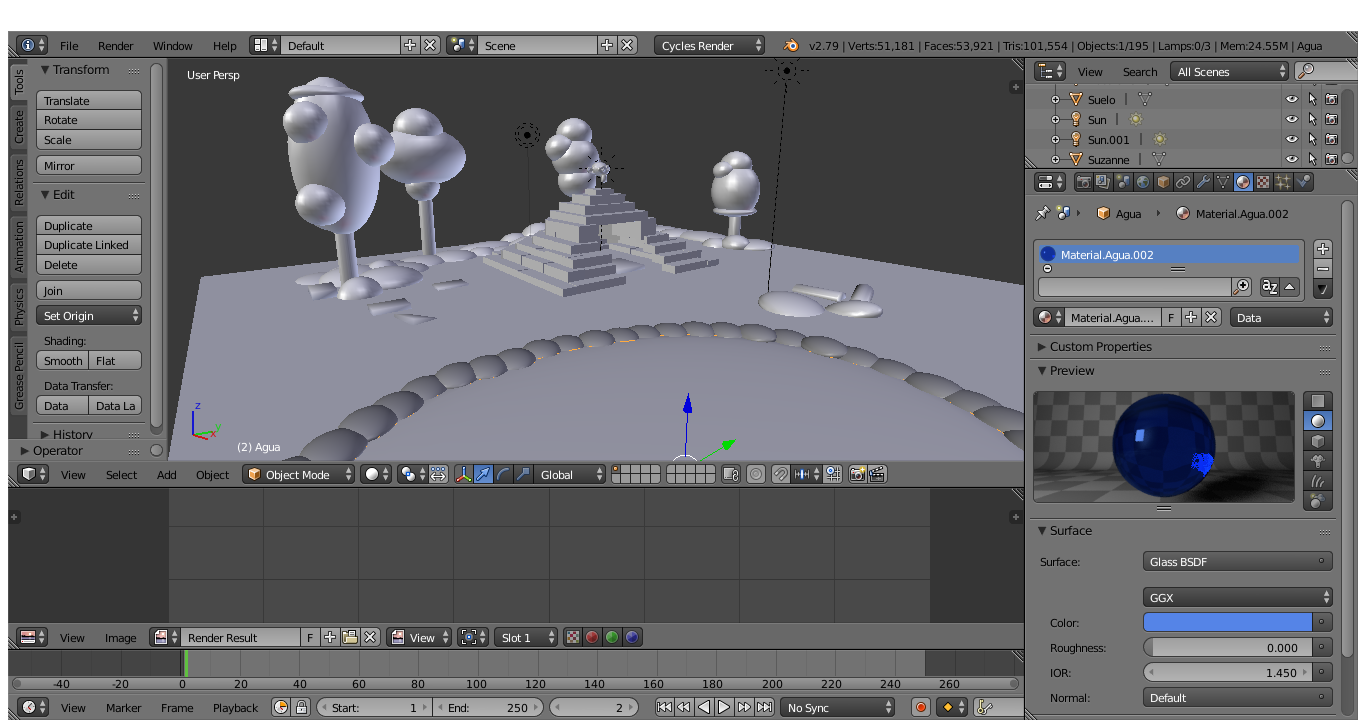 File Render Window Help Default Scene Cycles Render v2.79 | Verts:51,181 | Faces:53,921 | Tris:101,554 | Objects:1/195 | Lamps:0/3 | Mem:24.55M | Agua
Tools
Create
Relations
Animation
Physics
Grease Pencil
Transform
Translate
Rotate
Scale
Mirror
Edit
Duplicate
Duplicate Linked
Delete
Join
Set Origin
Shading:
Smooth Flat
Data Transfer:
Data Data La
History
Operator
User Persp
z
y
x
(2) Agua
View Select Add Object Object Mode Global
View Image Render Result F View Slot 1
-40 -20 0 20 40 60 80 100 120 140 160 180 200 220 240 260
View Marker Frame Playback Start: 1 End: 250 2 No Sync
View Search All Scenes
Suelo
Sun
Sun.001
Suzanne
Agua Material.Agua.002
Material.Agua.002
az
Material.Agua.... F Data
Custom Properties
Preview
Surface
Surface: Glass BSDF
GGX
Color:
Roughness: 0.000
IOR: 1.450
Normal: Default